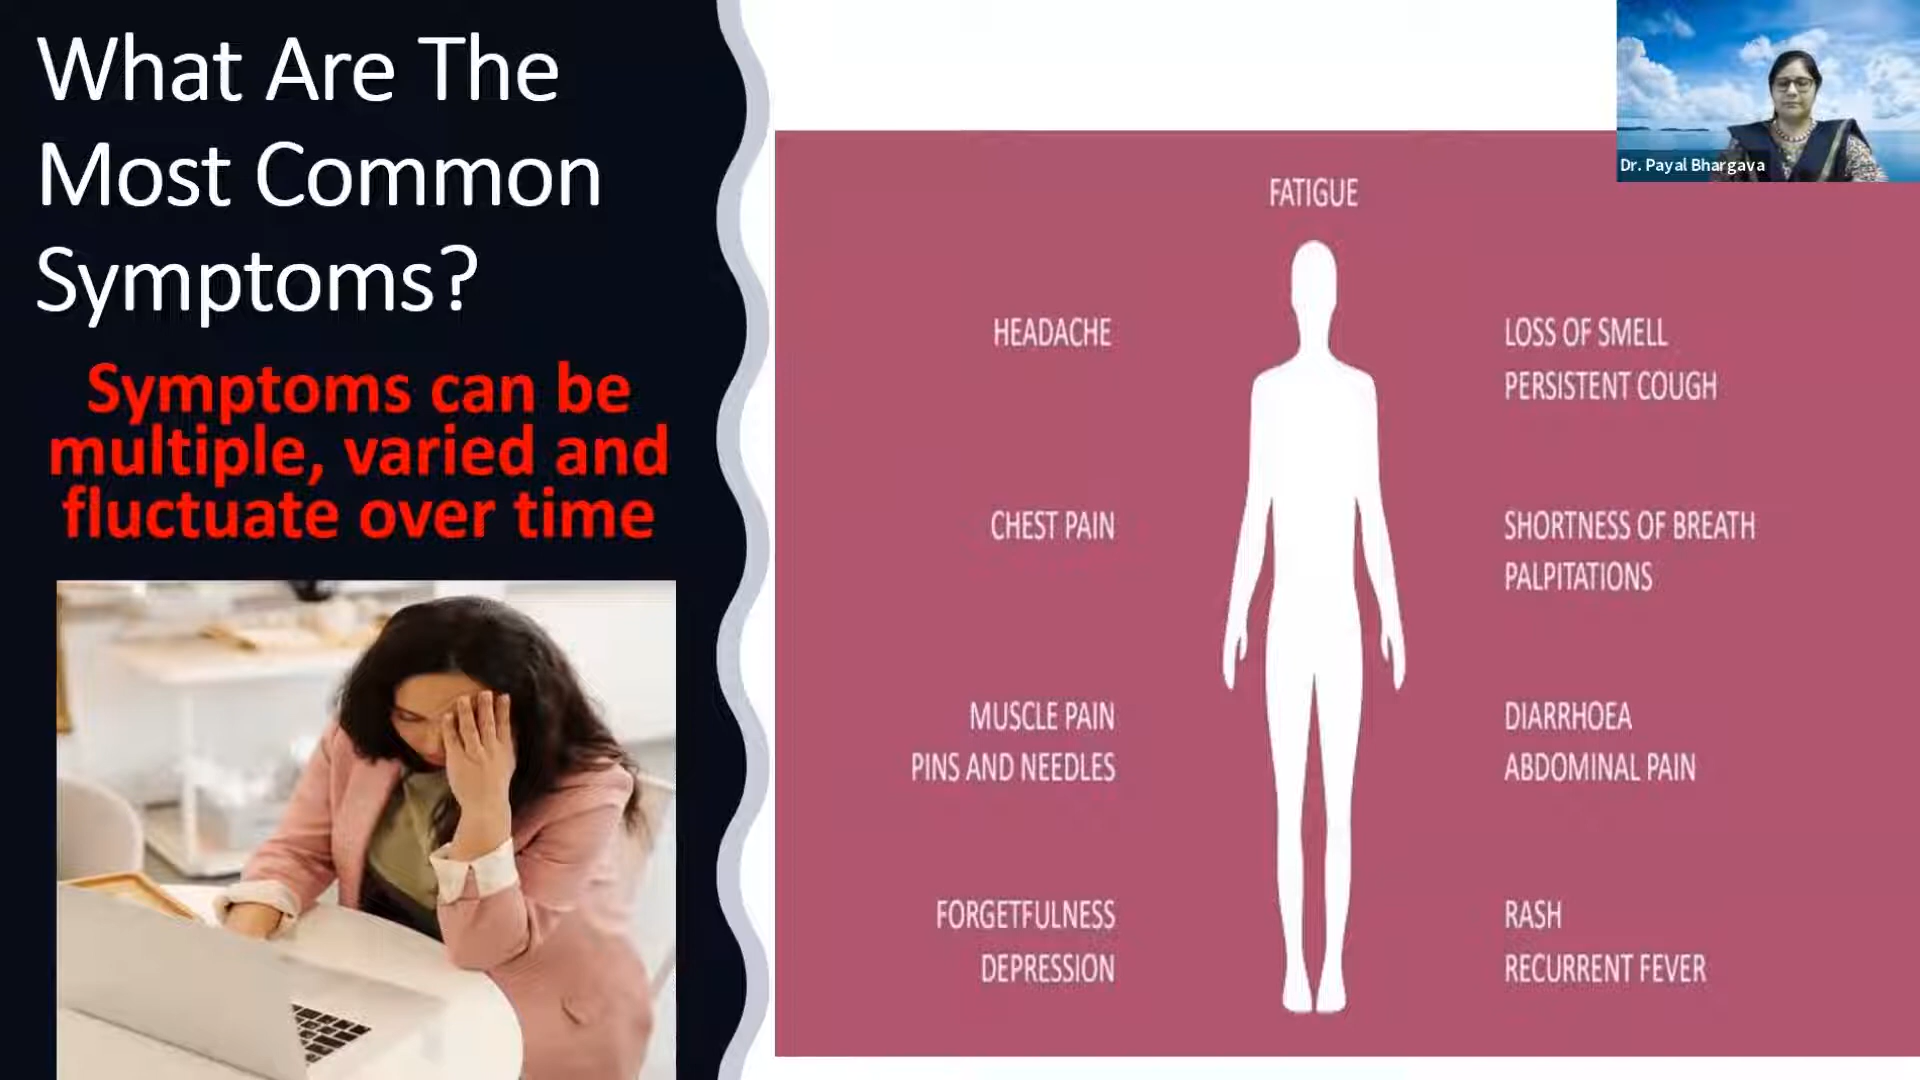 What Are The
Most Common
Symptoms?
Symptoms can be
multiple, varied and
fluctuate over time
Dr. Payal Bhargava
FATIGUE
HEADACHE
LOSS OF SMELL
PERSISTENT COUGH
CHEST PAIN
SHORTNESS OF BREATH
PALPITATIONS
MUSCLE PAIN
PINS AND NEEDLES
DIARRHOEA
ABDOMINAL PAIN
FORGETFULNESS
DEPRESSION
RASH
RECURRENT FEVER